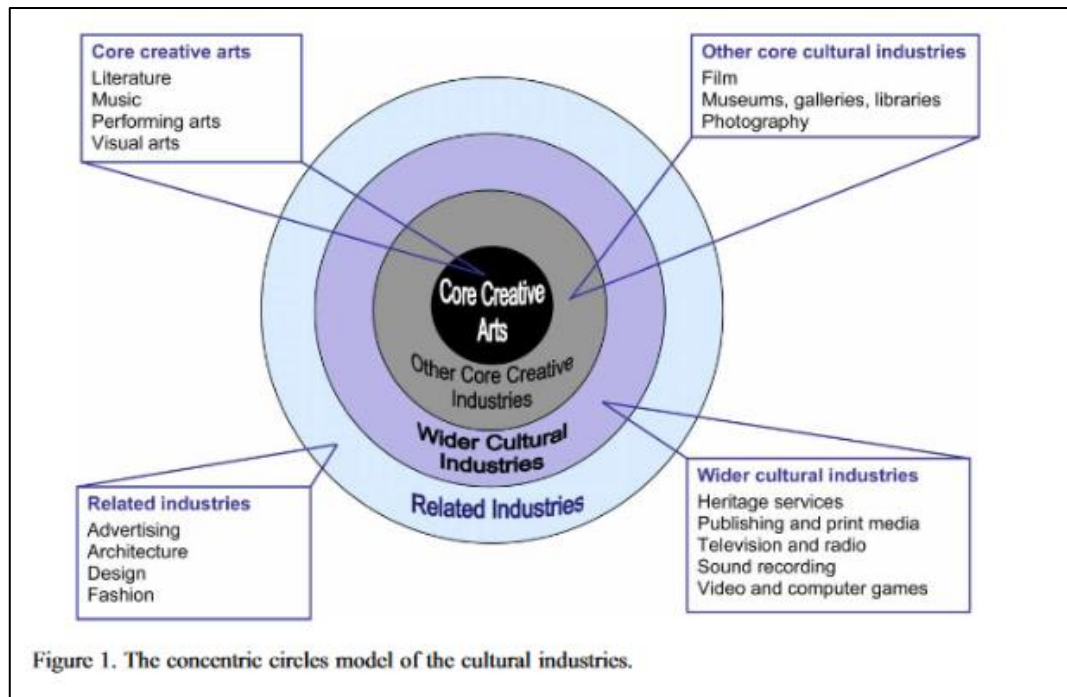 Core creative arts
Literature
Music
Performing arts
Visual arts
Other core cultural industries
Film
Museums, galleries, libraries
Photography
Core Creative
Arts
Other Core Creative
Industries
Wider Cultural
Industries
Related Industries
Related industries
Advertising
Architecture
Design
Fashion
Wider cultural industries
Heritage services
Publishing and print media
Television and radio
Sound recording
Video and computer games
Figure 1. The concentric circles model of the cultural industries.